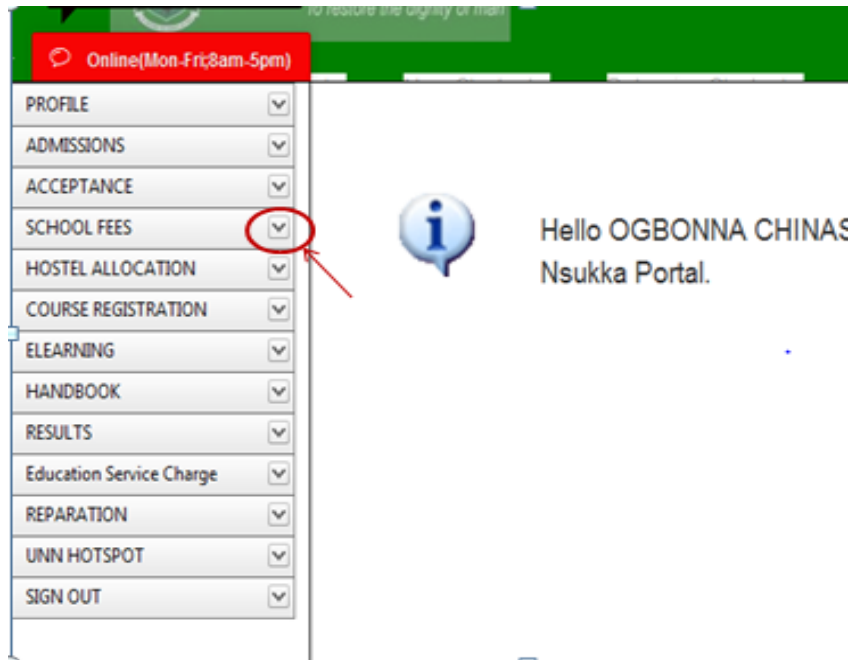 To restore the dignity of man
Online(Mon-Fri;8am-5pm)
PROFILE
ADMISSIONS
ACCEPTANCE
SCHOOL FEES
HOSTEL ALLOCATION
COURSE REGISTRATION
ELEARNING
HANDBOOK
RESULTS
Education Service Charge
REPARATION
UNN HOTSPOT
SIGN OUT
Hello OGBONNA CHINAS
Nsukka Portal.